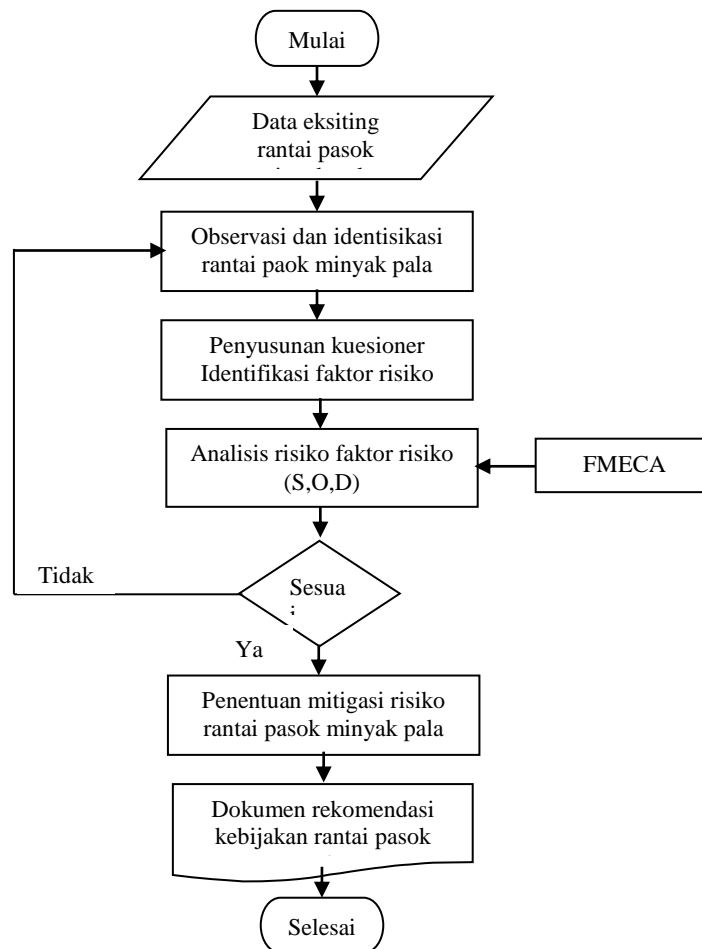 Mulai
Data eksiting
rantai pasok
Observasi dan identisikasi
rantai paok minyak pala
Penyusunan kuesioner
Identifikasi faktor risiko
Analisis risiko faktor risiko
(S,O,D)
FMECA
Sesua
Tidak
Ya
Penentuan mitigasi risiko
rantai pasok minyak pala
Dokumen rekomendasi
kebijakan rantai pasok
Selesai